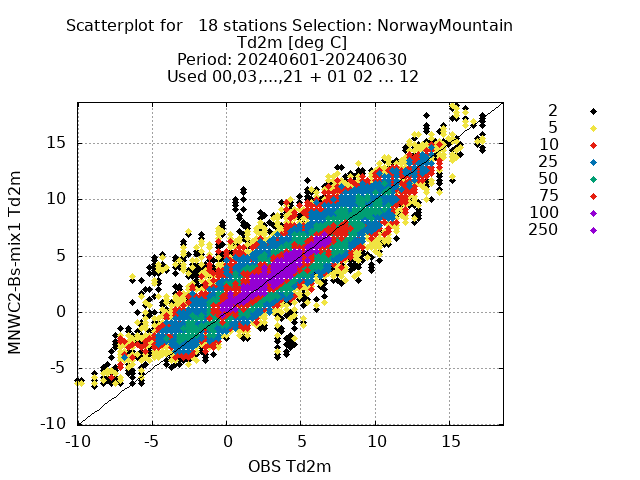 Scatterplot for   18 stations Selection: NorwayMountain
Td2m [deg C]
Period: 20240601-20240630
Used 00,03,...,21 + 01 02 ... 12
2
5
10
25
50
75
100
250
15
10
5
0
-5
-10
MNWC2-Bs-mix1 Td2m
-10 -5 0 5 10 15
OBS Td2m